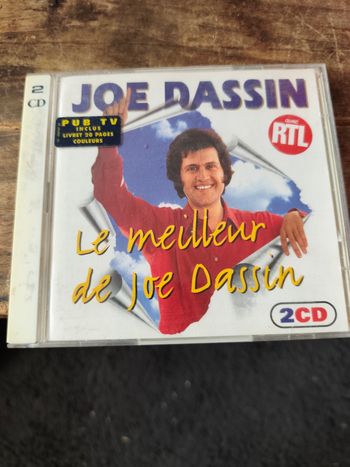 2
CD
JOE DASSIN
PUB TV
INCLUS
LIVRET 20 PAGES
COULEURS
RTL
Le meilleur
de Joe Dassin
2CD